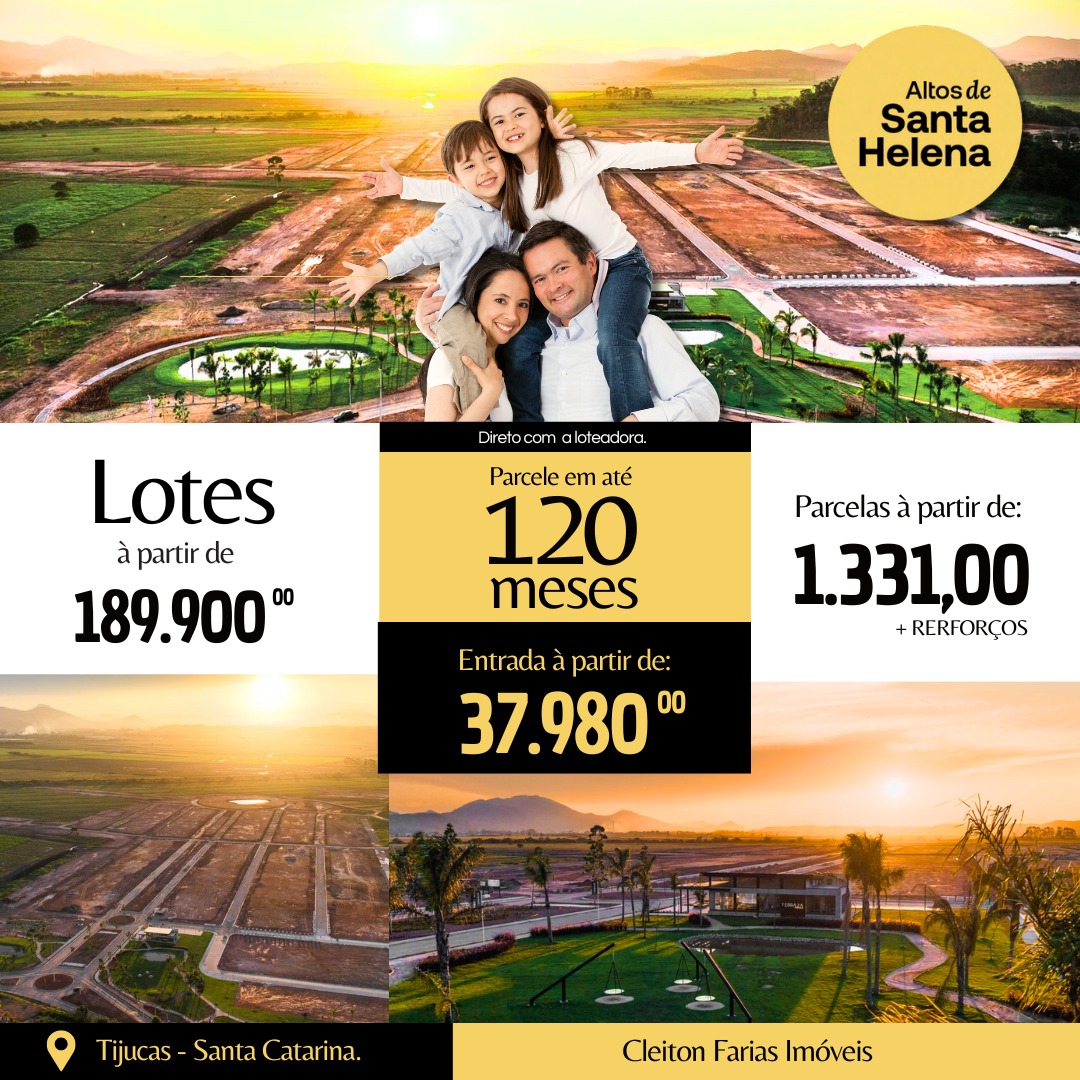 Altos de
Santa
Helena
Direto com a loteadora.
Lotes
à partir de
189.900 00
Parcele em até
120
meses
Parcelas à partir de:
1.331,00
+ RERFORÇOS
Entrada à partir de:
37.980 00
Tijucas - Santa Catarina.
Cleiton Farias Imóveis